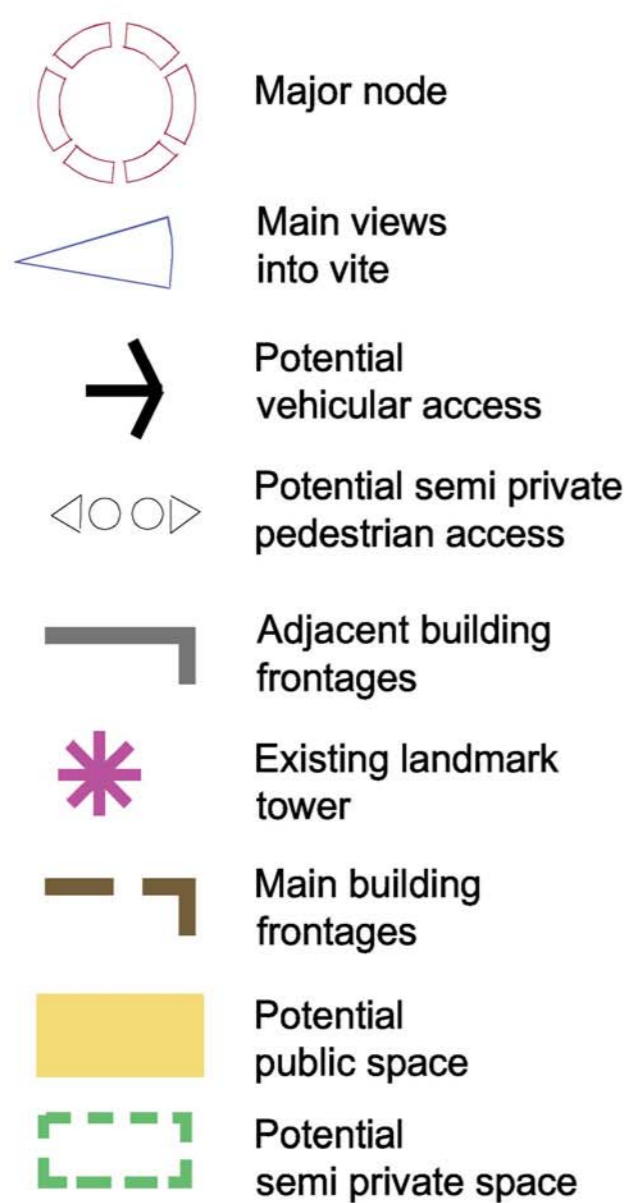 Major node
Main views
into vite
Potential
vehicular access
Potential semi private
pedestrian access
Adjacent building
frontages
Existing landmark
tower
Main building
frontages
Potential
public space
Potential
semi private space